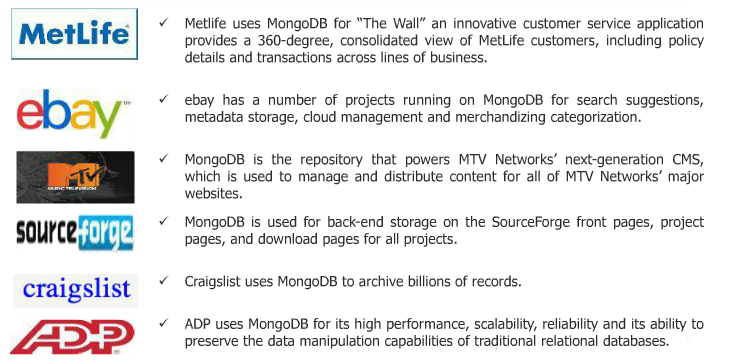 MetLife®
Metlife uses MongoDB for “The Wall” an innovative customer service application
provides a 360-degree, consolidated view of MetLife customers, including policy
details and transactions across lines of business.
ebay™
ebay has a number of projects running on MongoDB for search suggestions,
metadata storage, cloud management and merchandizing categorization.
MTV
MUSIC TELEVISION
MongoDB is the repository that powers MTV Networks’ next-generation CMS,
which is used to manage and distribute content for all of MTV Networks’ major
websites.
sourceforge
MongoDB is used for back-end storage on the SourceForge front pages, project
pages, and download pages for all projects.
craigslist
Craigslist uses MongoDB to archive billions of records.
ADP
ADP uses MongoDB for its high performance, scalability, reliability and its ability to
preserve the data manipulation capabilities of traditional relational databases.